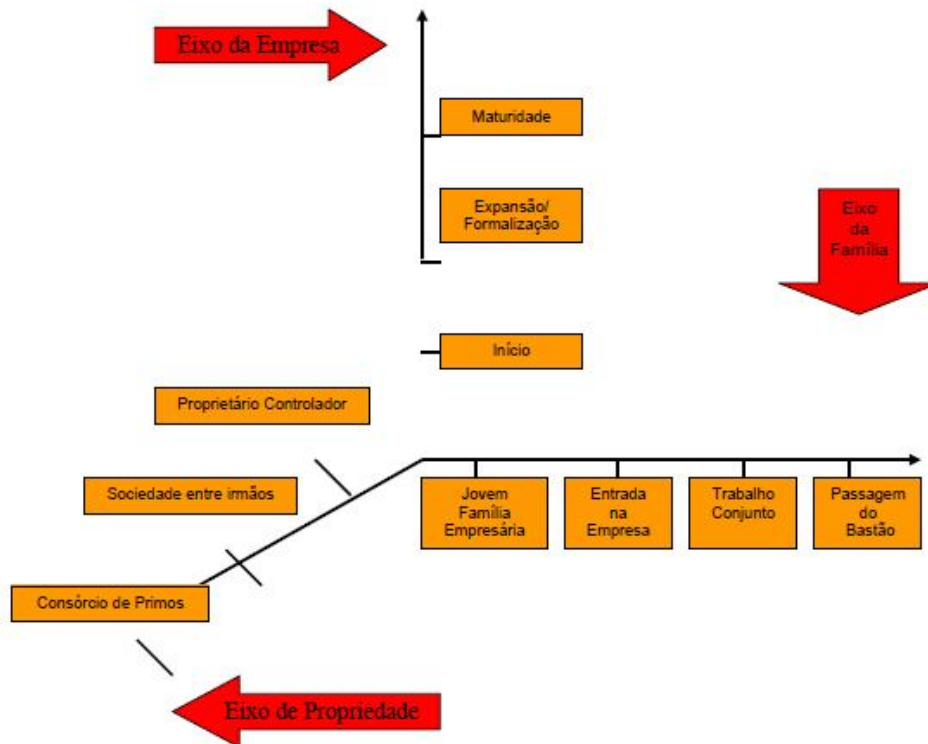 Eixo da Empresa
Maturidade
Expansão/
Formalização
Eixo
da
Família
Início
Proprietário Controlador
Sociedade entre irmãos
Jovem
Família
Empresária
Entrada
na
Empresa
Trabalho
Conjunto
Passagem
do
Bastão
Consórcio de Primos
Eixo de Propriedade